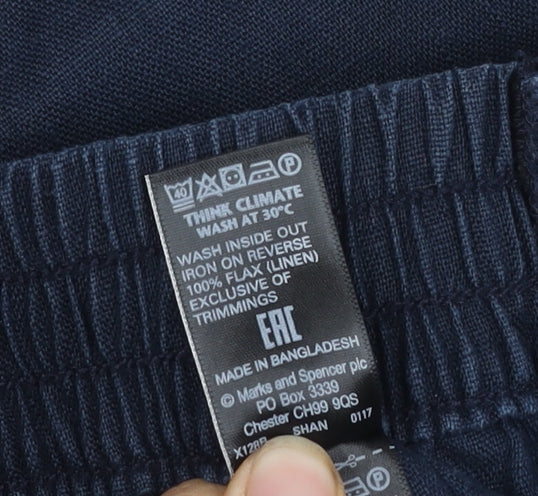 40 P
THINK CLIMATE
WASH AT 30°C
WASH INSIDE OUT
IRON ON REVERSE
100% FLAX (LINEN)
EXCLUSIVE OF
TRIMMINGS
EAC
MADE IN BANGLADESH
© Marks and Spencer plc
PO Box 3339
Chester CH99 9QS
SHAN 0117
P